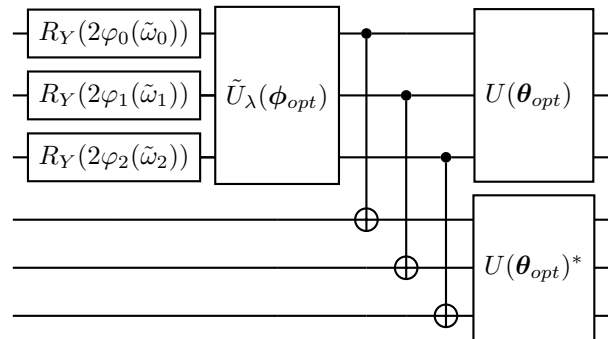 R_Y(2φ_0(ω̃_0))
R_Y(2φ_1(ω̃_1))
R_Y(2φ_2(ω̃_2))
Ũ_λ(ϕ_opt)
U(θ_opt)
U(θ_opt)*